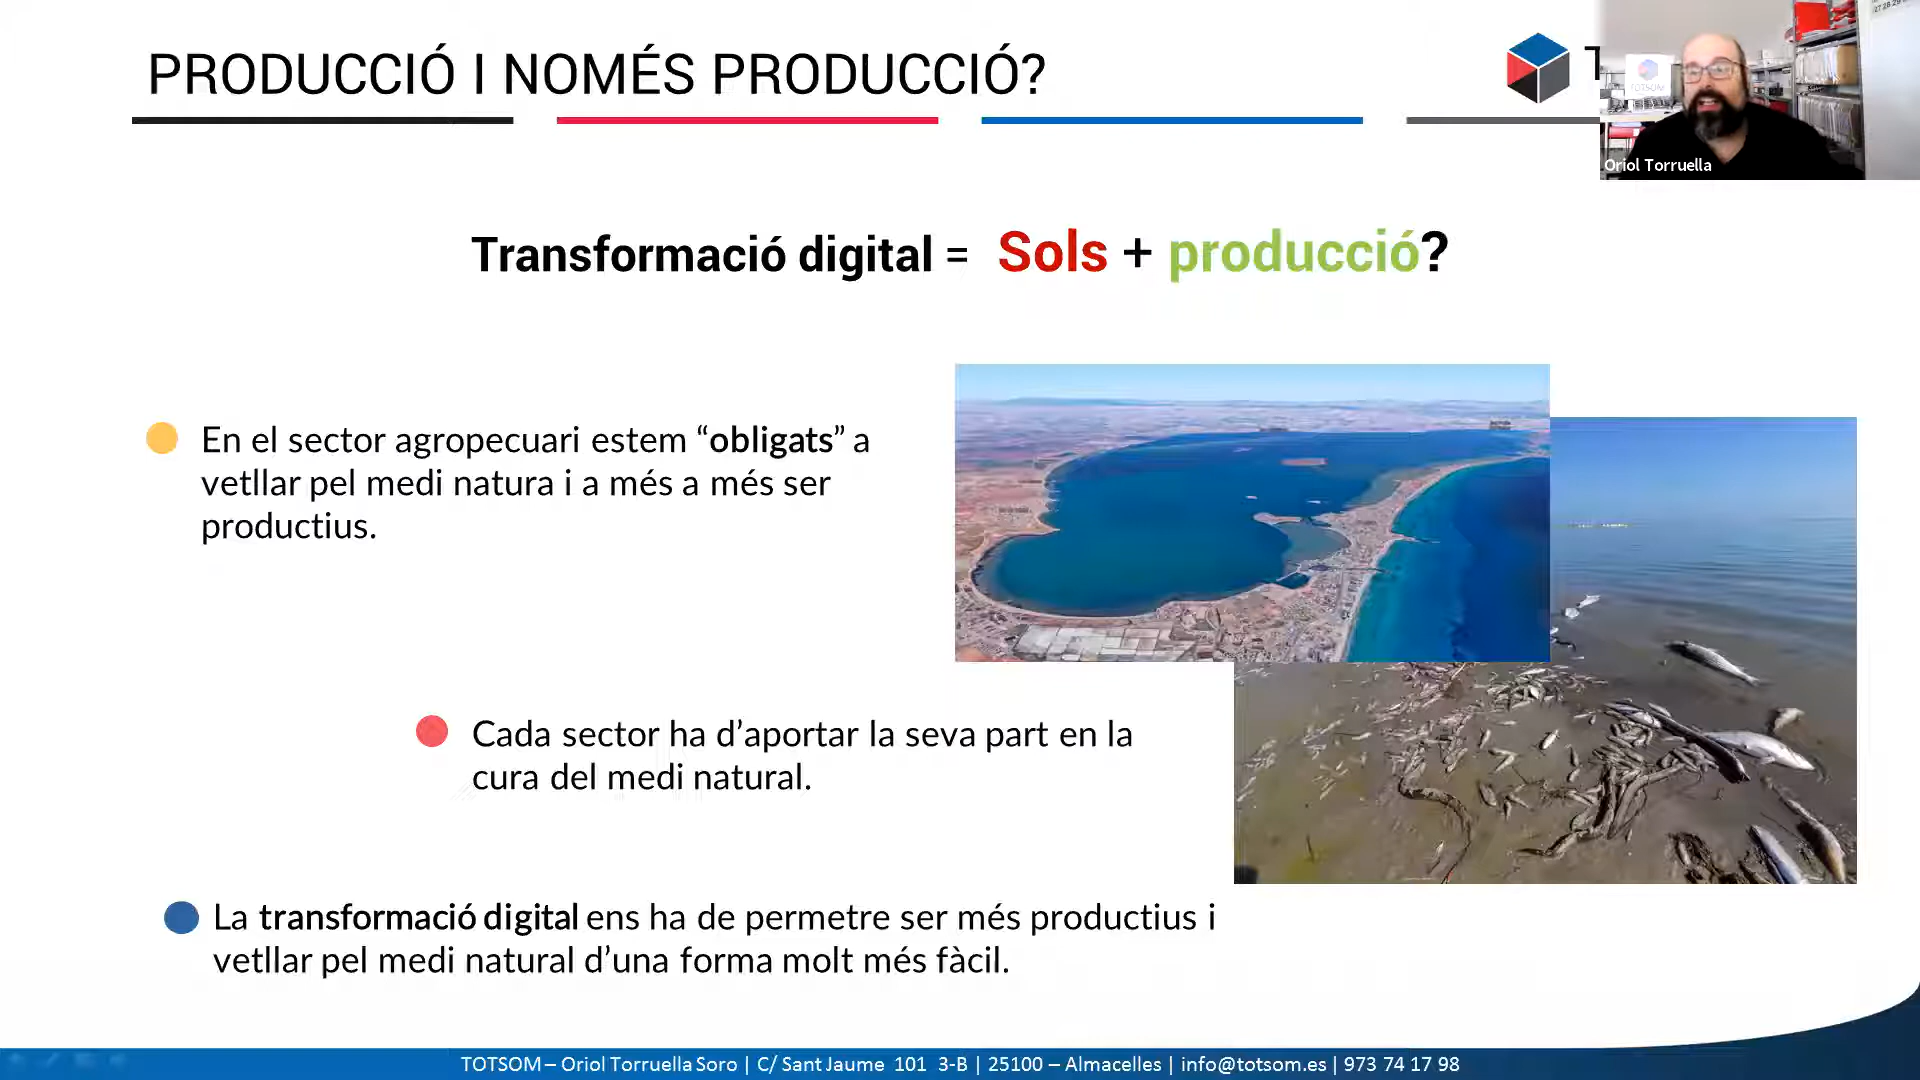 PRODUCCIÓ I NOMÉS PRODUCCIÓ?
T
TOTSOM
Oriol Torruella
Transformació digital = Sols + producció?
En el sector agropecuari estem “obligats” a
vetllar pel medi natura i a més a més ser
productius.
Cada sector ha d’aportar la seva part en la
cura del medi natural.
La transformació digital ens ha de permetre ser més productius i
vetllar pel medi natural d’una forma molt més fàcil.
TOTSOM – Oriol Torruella Soro | C/ Sant Jaume 101 3-B | 25100 – Almacelles | info@totsom.es | 973 74 17 98